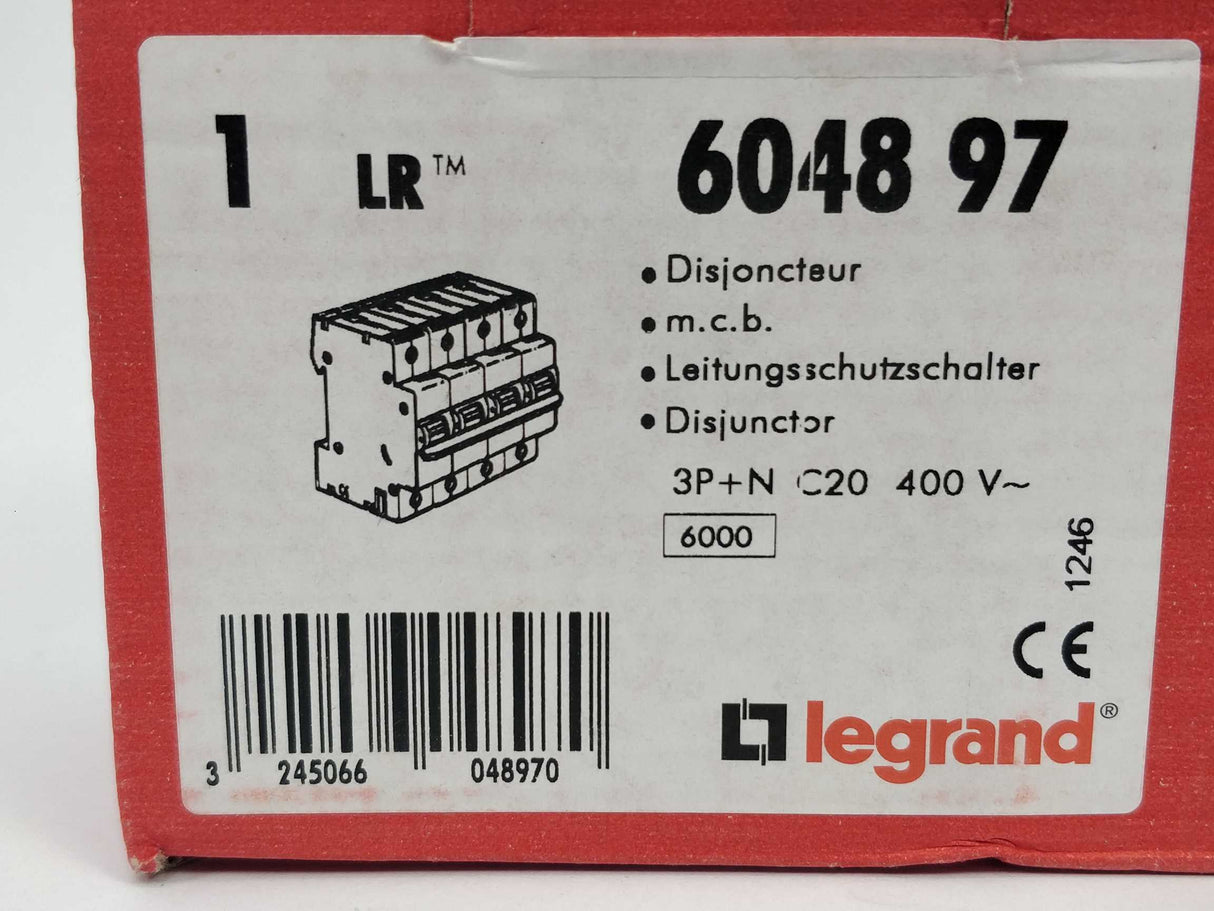 1 LR™ 6048 97
• Disjoncteur
• m.c.b.
• Leitungsschutzschalter
• Disjunctor
3P+N C20 400 V~
6000
1246
CE
3 245066 048970
legrand®